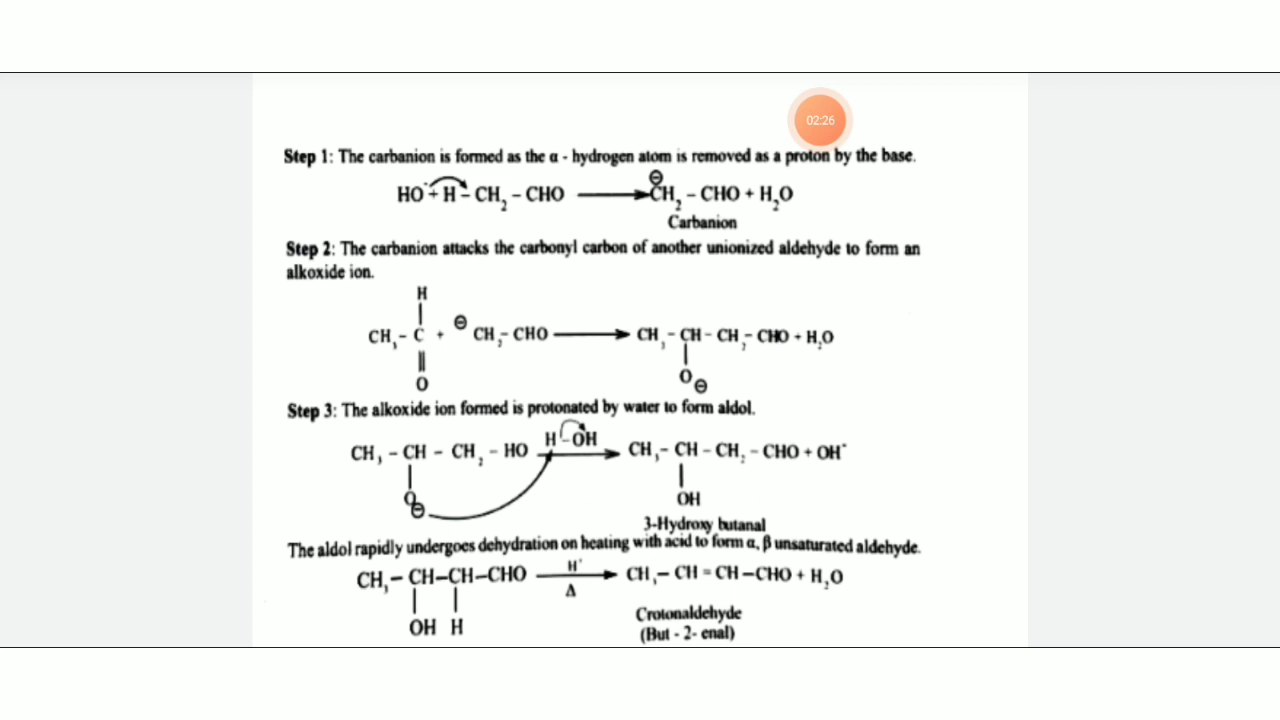 02:26
Step 1: The carbanion is formed as the α - hydrogen atom is removed as a proton by the base.
HO⁻ + H – CH₂ – CHO ⟶ CH₂ – CHO + H₂O
⊖
Carbanion
Step 2: The carbanion attacks the carbonyl carbon of another unionized aldehyde to form an
alkoxide ion.
H
|
CH₃ – C + ⊖ CH₂ – CHO ⟶ CH₃ – CH – CH₂ – CHO + H₂O
|| |
O O⊖
Step 3: The alkoxide ion formed is protonated by water to form aldol.
H – OH
CH₃ – CH – CH₂ – HO ⟶ CH₃ – CH – CH₂ – CHO + OH⁻
| |
O⊖ OH
3-Hydroxy butanal
The aldol rapidly undergoes dehydration on heating with acid to form α, β unsaturated aldehyde.
CH₃ – CH–CH–CHO H⁺ ⟶ Δ CH₃ – CH = CH – CHO + H₂O
| |
OH H
Crotonaldehyde
(But - 2- enal)